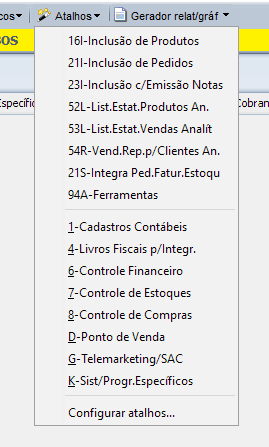 cos Atalhos Gerador relat/gráf
sos
16I-Inclusão de Produtos
21I-Inclusão de Pedidos
23I-Inclusão c/Emissão Notas
52L-List.Estat.Produtos An.
Específic Cobran
53L-List.Estat.Vendas Analít
54R-Vend.Rep.p/Clientes An.
21S-Integra Ped.Fatur.Estoqu
94A-Ferramentas
1-Cadastros Contábeis
4-Livros Fiscais p/Integr.
6-Controle Financeiro
7-Controle de Estoques
8-Controle de Compras
D-Ponto de Venda
G-Telemarketing/SAC
K-Sist/Progr.Específicos
Configurar atalhos...